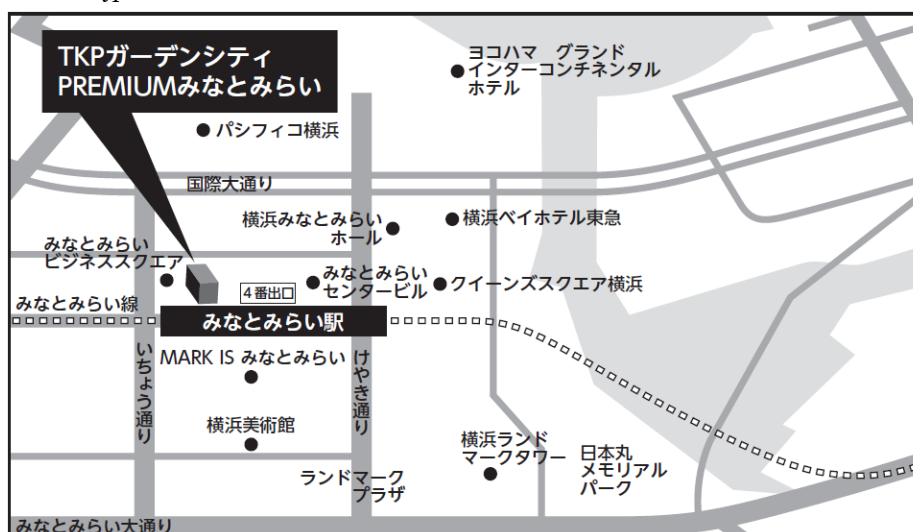 TKPガーデンシティ
PREMIUMみなとみらい
ヨコハマ グランド
インターコンチネンタル
ホテル
パシフィコ横浜
国際大通り
横浜みなとみらい
ホール
横浜ベイホテル東急
みなとみらい
ビジネススクエア
みなとみらい
センタービル
クイーンズスクエア横浜
4番出口
みなとみらい線
みなとみらい駅
いちょう通り
MARK IS みなとみらい
けやき通り
横浜美術館
横浜ランド
マークタワー
日本丸
メモリアル
パーク
ランドマーク
プラザ
みなとみらい大通り